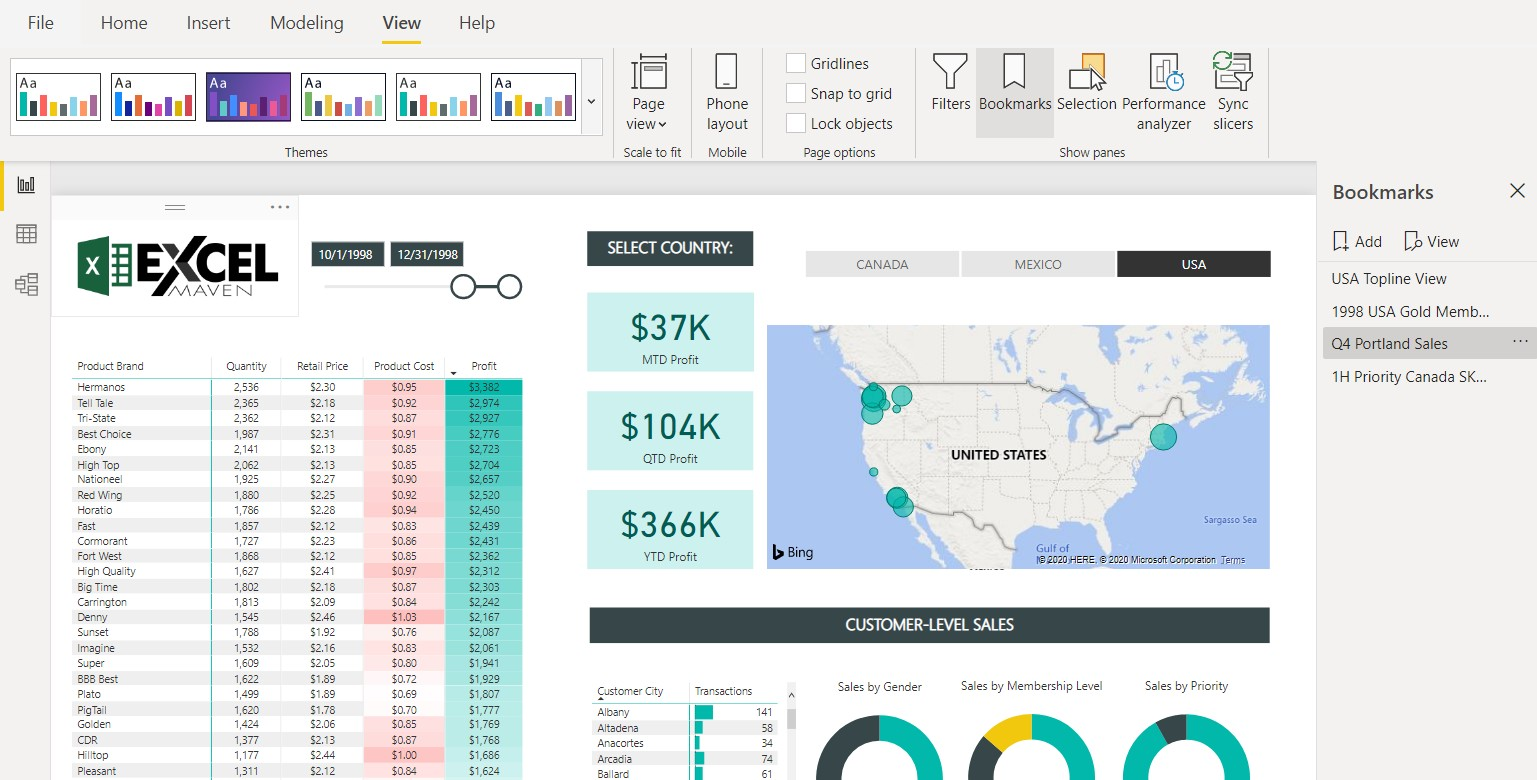 File Home Insert Modeling View Help
Aa Aa Aa Aa Aa Aa
Page view
Phone layout
Gridlines
Snap to grid
Lock objects
Filters Bookmarks Selection Performance analyzer Sync slicers
Themes Scale to fit Mobile Page options Show panes
X EXCEL
MAVEN
10/1/1998 12/31/1998
Product Brand Quantity Retail Price Product Cost Profit
Hermanos 2,536 $2.30 $0.95 $3,382
Tell Tale 2,365 $2.18 $0.92 $2,974
Tri-State 2,362 $2.12 $0.87 $2,927
Best Choice 1,987 $2.31 $0.91 $2,776
Ebony 2,141 $2.13 $0.85 $2,723
High Top 2,062 $2.13 $0.85 $2,704
Nationeel 1,925 $2.27 $0.90 $2,657
Red Wing 1,880 $2.25 $0.92 $2,520
Horatio 1,786 $2.28 $0.94 $2,450
Fast 1,857 $2.12 $0.83 $2,439
Cormorant 1,727 $2.23 $0.86 $2,431
Fort West 1,868 $2.12 $0.85 $2,362
High Quality 1,627 $2.41 $0.97 $2,312
Big Time 1,802 $2.18 $0.87 $2,303
Carrington 1,813 $2.09 $0.84 $2,242
Denny 1,545 $2.46 $1.03 $2,167
Sunset 1,788 $1.92 $0.76 $2,087
Imagine 1,532 $2.16 $0.83 $2,061
Super 1,609 $2.05 $0.80 $1,941
BBB Best 1,622 $1.89 $0.72 $1,929
Plato 1,499 $1.89 $0.69 $1,807
PigTail 1,620 $1.78 $0.70 $1,777
Golden 1,424 $2.06 $0.85 $1,769
CDR 1,377 $2.13 $0.87 $1,768
Hilltop 1,177 $2.44 $1.00 $1,686
Pleasant 1,311 $2.12 $0.84 $1,624
SELECT COUNTRY:
CANADA MEXICO USA
$37K
MTD Profit
$104K
QTD Profit
$366K
YTD Profit
UNITED STATES
Sargasso Sea
Gulf of
Bing
© 2020 HERE, © 2020 Microsoft Corporation Terms
CUSTOMER-LEVEL SALES
Customer City Transactions
Albany 141
Altadena 58
Anacortes 34
Arcadia 74
Ballard 61
Sales by Gender
Sales by Membership Level
Sales by Priority
Bookmarks
Add View
USA Topline View
1998 USA Gold Memb...
Q4 Portland Sales
1H Priority Canada SK...